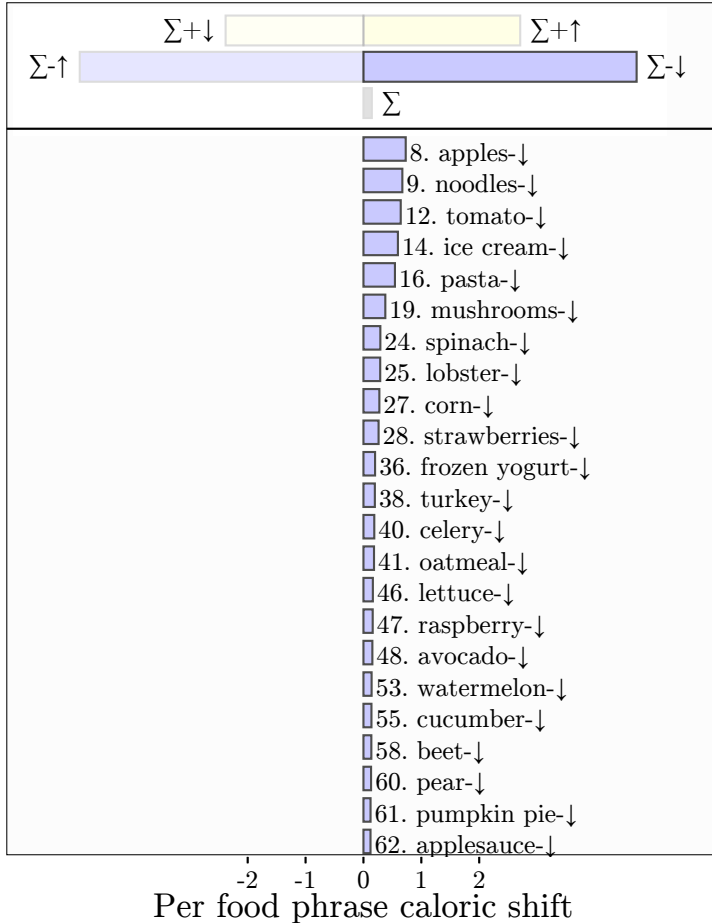 Σ+↓ Σ+↑
Σ-↑ Σ-↓
Σ
8. apples-↓
9. noodles-↓
12. tomato-↓
14. ice cream-↓
16. pasta-↓
19. mushrooms-↓
24. spinach-↓
25. lobster-↓
27. corn-↓
28. strawberries-↓
36. frozen yogurt-↓
38. turkey-↓
40. celery-↓
41. oatmeal-↓
46. lettuce-↓
47. raspberry-↓
48. avocado-↓
53. watermelon-↓
55. cucumber-↓
58. beet-↓
60. pear-↓
61. pumpkin pie-↓
62. applesauce-↓
-2 -1 0 1 2
Per food phrase caloric shift